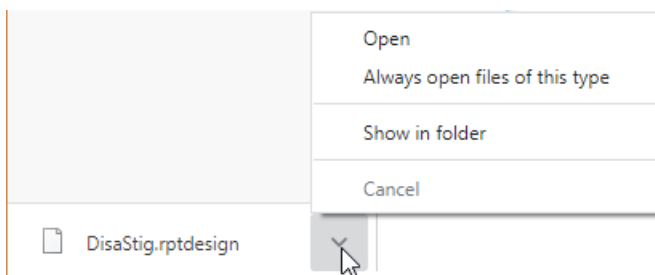 Open
Always open files of this type
Show in folder
Cancel
DisaStig.rptdesign